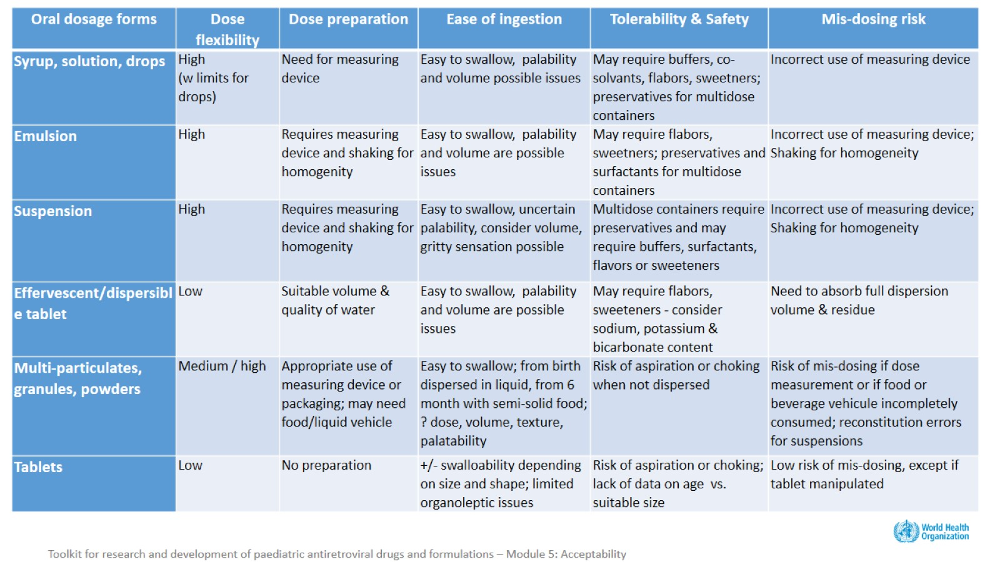 Oral dosage forms
Dose
flexibility
Dose preparation
Ease of ingestion
Tolerability & Safety
Mis-dosing risk
Syrup, solution, drops
High
(w limits for
drops)
Need for measuring
device
Easy to swallow, palability
and volume possible issues
May require buffers, co-
solvants, flabors, sweetners;
preservatives for multidose
containers
Incorrect use of measuring device
Emulsion
High
Requires measuring
device and shaking for
homogenity
Easy to swallow, palability
and volume are possible
issues
May require flabors,
sweetners; preservatives and
surfactants for multidose
containers
Incorrect use of measuring device;
Shaking for homogeneity
Suspension
High
Requires measuring
device and shaking for
homogenity
Easy to swallow, uncertain
palability, consider volume,
gritty sensation possible
Multidose containers require
preservatives and may
require buffers, surfactants,
flavors or sweeteners
Incorrect use of measuring device;
Shaking for homogeneity
Effervescent/dispersibl
e tablet
Low
Suitable volume &
quality of water
Easy to swallow, palability
and volume are possible
issues
May require flabors,
sweeteners - consider
sodium, potassium &
bicarbonate content
Need to absorb full dispersion
volume & residue
Multi-particulates,
granules, powders
Medium / high
Appropriate use of
measuring device or
packaging; may need
food/liquid vehicle
Easy to swallow; from birth
dispersed in liquid, from 6
month with semi-solid food;
? dose, volume, texture,
palatability
Risk of aspiration or choking
when not dispersed
Risk of mis-dosing if dose
measurement or if food or
beverage vehicule incompletely
consumed; reconstitution errors
for suspensions
Tablets
Low
No preparation
+/- swalloability depending
on size and shape; limited
organoleptic issues
Risk of aspiration or choking;
lack of data on age vs.
suitable size
Low risk of mis-dosing, except if
tablet manipulated
World Health
Organization
Toolkit for research and development of paediatric antiretroviral drugs and formulations – Module 5: Acceptability